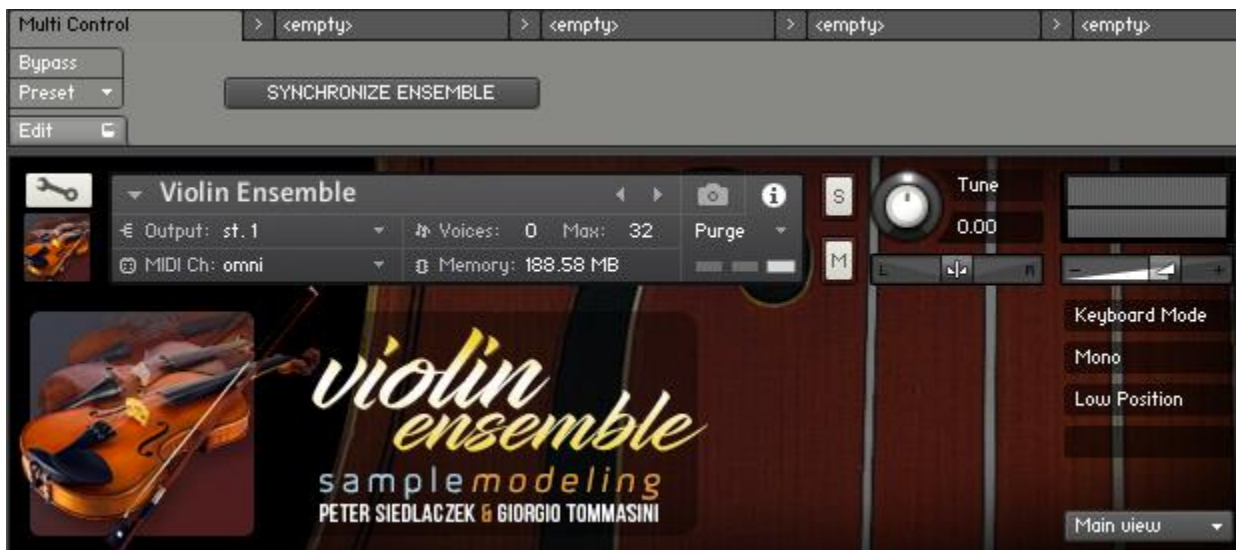 Multi Control > <empty> > <empty> > <empty> > <empty>
Bypass
Preset
SYNCHRONIZE ENSEMBLE
Edit
Violin Ensemble
i
S
Tune
Output: st. 1
Voices: 0 Max: 32
Purge
0.00
MIDI Ch: omni
Memory: 188.58 MB
M
L R
- +
Keyboard Mode
Mono
Low Position
violin
ensemble
samplemodeling
PETER SIEDLACZEK & GIORGIO TOMMASINI
Main view